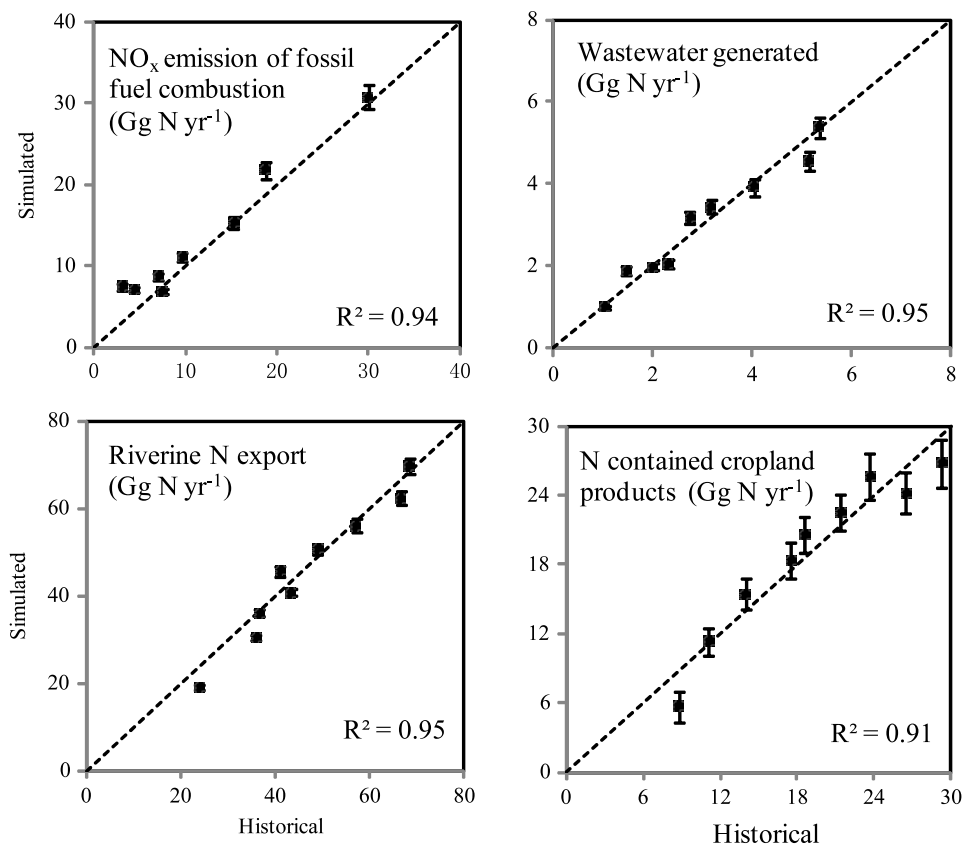 40
30
20
10
0
0
10
20
30
40
Simulated
NOₓ emission of fossil
fuel combustion
(Gg N yr⁻¹)
R² = 0.94
8
6
4
2
0
0
2
4
6
8
Wastewater generated
(Gg N yr⁻¹)
R² = 0.95
80
60
40
20
0
0
20
40
60
80
Simulated
Historical
Riverine N export
(Gg N yr⁻¹)
R² = 0.95
30
24
18
12
6
0
0
6
12
18
24
30
Historical
N contained cropland
products (Gg N yr⁻¹)
R² = 0.91